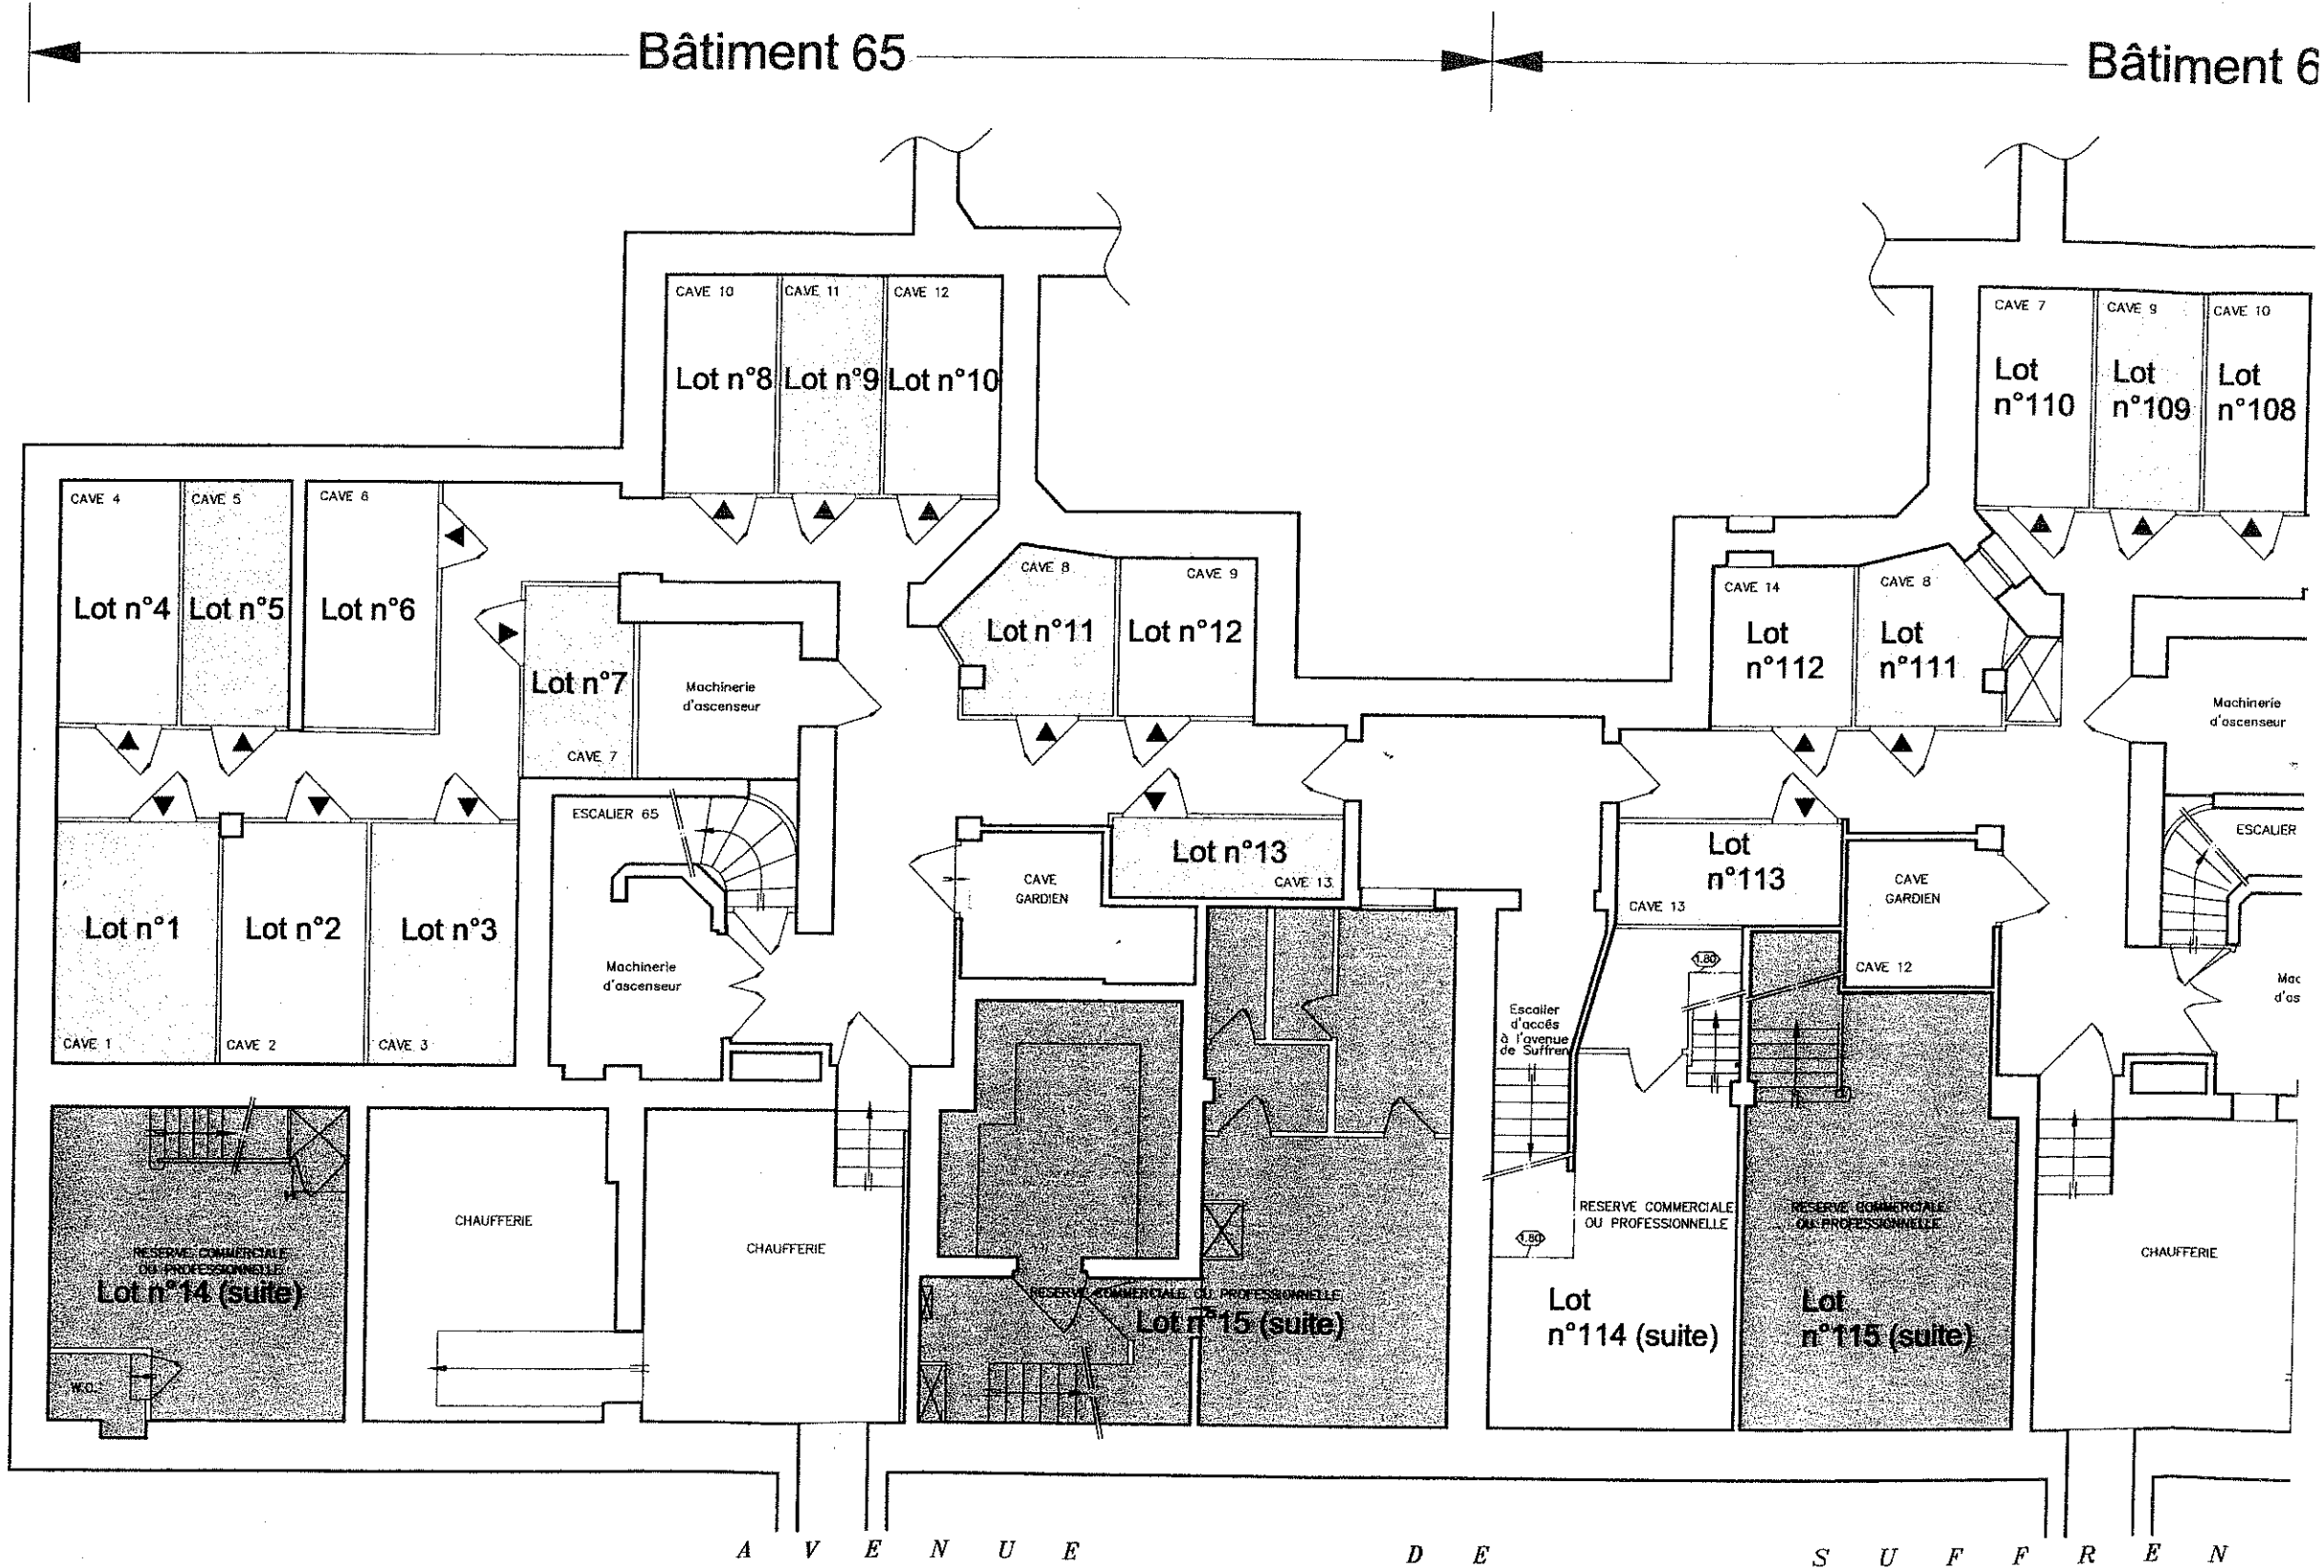 Bâtiment 65
Bâtiment 6
CAVE 10
CAVE 11
CAVE 12
Lot n°8
Lot n°9
Lot n°10
CAVE 7
CAVE 9
CAVE 10
Lot
n°110
Lot
n°109
Lot
n°108
CAVE 4
CAVE 5
CAVE 6
Lot n°4
Lot n°5
Lot n°6
Lot n°7
CAVE 7
Machinerie
d'ascenseur
CAVE 8
CAVE 9
Lot n°11
Lot n°12
CAVE 14
CAVE 8
Lot
n°112
Lot
n°111
Machinerie
d'ascenseur
ESCALIER 65
ESCALIER
Lot n°13
CAVE 13
CAVE
GARDIEN
Lot
n°113
CAVE 13
CAVE
GARDIEN
CAVE 12
Lot n°1
Lot n°2
Lot n°3
CAVE 1
CAVE 2
CAVE 3
Machinerie
d'ascenseur
Escalier
d'accés
à l'avenue
de Suffren
1.80
Mac
d'as
CHAUFFERIE
CHAUFFERIE
RESERVE COMMERCIALE
OU PROFESSIONNELLE
Lot n°14 (suite)
W.C.
RESERVE COMMERCIALE OU PROFESSIONNELLE
Lot n°15 (suite)
RESERVE COMMERCIALE
OU PROFESSIONNELLE
1.80
Lot
n°114 (suite)
RESERVE COMMERCIALE
OU PROFESSIONNELLE
Lot
n°115 (suite)
CHAUFFERIE
AVENUE DE SUFFREN